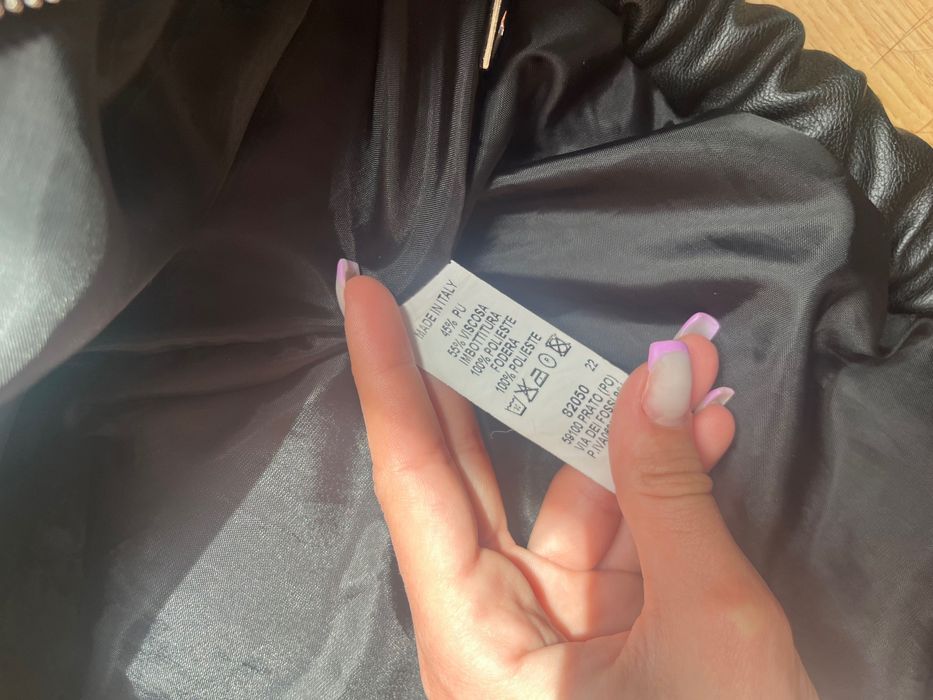 MADE IN ITALY
45% PU
55% VISCOSA
IMBOTTITURA
100% POLIESTE
FODERA
100% POLIESTE
82050 22
59100 PRATO (PO)
VIA DEI FOSSI
P.IVA